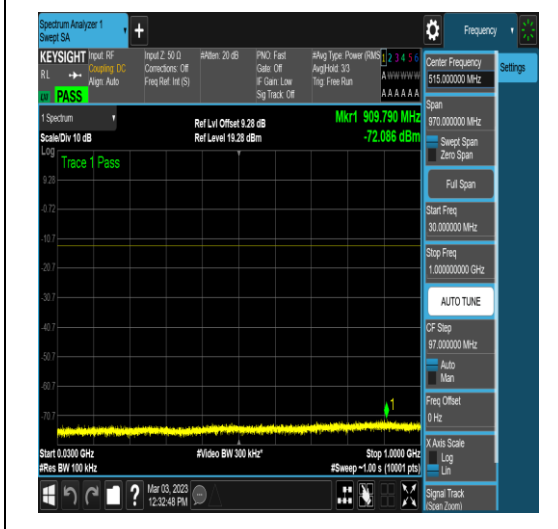 Spectrum Analyzer 1
Swept SA
+
Frequency
KEYSIGHT Input: RF Input Z: 50 Ω #Atten: 20 dB PNO: Fast #Avg Type: Power (RMS 1 2 3 4 5 6
RL Coupling: DC Corrections: Off Gate: Off Avg|Hold: 3/3 A W W W W W
Align: Auto Freq Ref: Int (S) IF Gain: Low Trig: Free Run
Sig Track: Off A A A A A A
PASS
1 Spectrum
Ref Lvl Offset 9.28 dB Mkr1 909.790 MHz
Scale/Div 10 dB Ref Level 19.28 dBm -72.086 dBm
Log
Trace 1 Pass
9.28
-0.72
-10.7
-20.7
-30.7
-40.7
-50.7
-60.7
-70.7
1
Start 0.0300 GHz #Video BW 300 kHz* Stop 1.0000 GHz
#Res BW 100 kHz #Sweep ~1.00 s (10001 pts)
Mar 03, 2023
12:32:48 PM
?
Center Frequency
515.000000 MHz
Settings
Span
970.000000 MHz
Swept Span
Zero Span
Full Span
Start Freq
30.000000 MHz
Stop Freq
1.000000000 GHz
AUTO TUNE
CF Step
97.000000 MHz
Auto
Man
Freq Offset
0 Hz
X Axis Scale
Log
Lin
Signal Track
(Span Zoom)